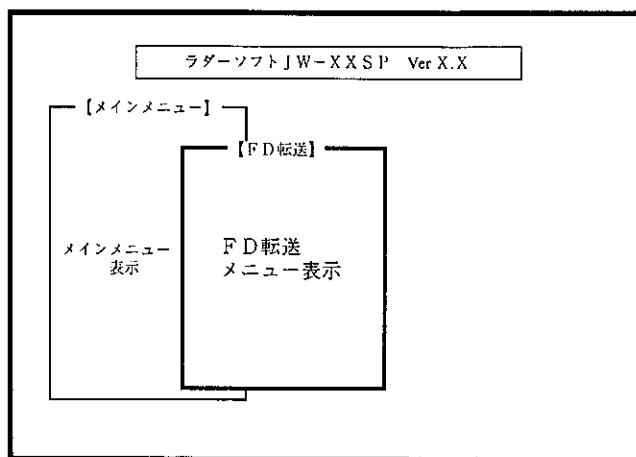 ラダーソフトJW－XXSP Ver X.X
【メインメニュー】
【FD転送】
メインメニュー
表示
FD転送
メニュー表示